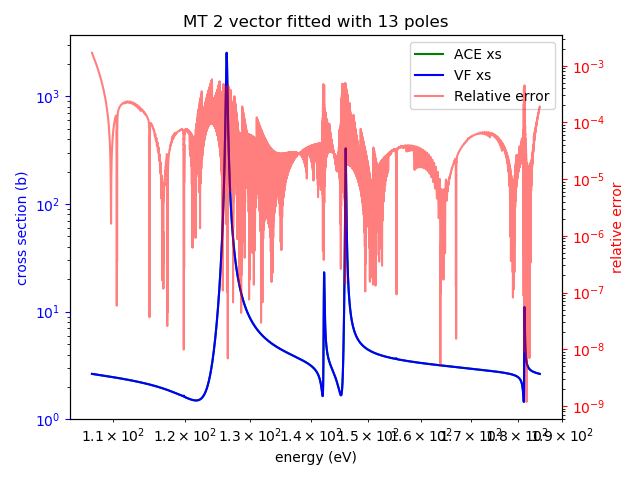 MT 2 vector fitted with 13 poles
ACE xs
VF xs
Relative error
cross section (b)
10³
10²
10¹
10⁰
10⁻³
10⁻⁴
10⁻⁵
10⁻⁶
10⁻⁷
10⁻⁸
10⁻⁹
relative error
1.1 × 10² 1.2 × 10² 1.3 × 10² 1.4 × 10² 1.5 × 10² 1.6 × 10² 1.7 × 10² 1.8 × 10² 1.9 × 10²
energy (eV)